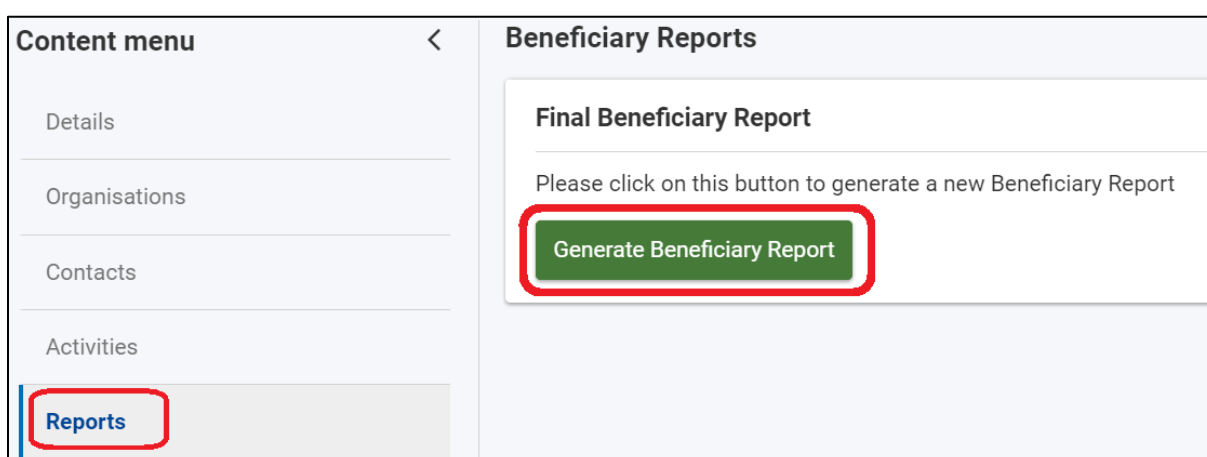 Content menu
Details
Organisations
Contacts
Activities
Reports
Beneficiary Reports
Final Beneficiary Report
Please click on this button to generate a new Beneficiary Report
Generate Beneficiary Report